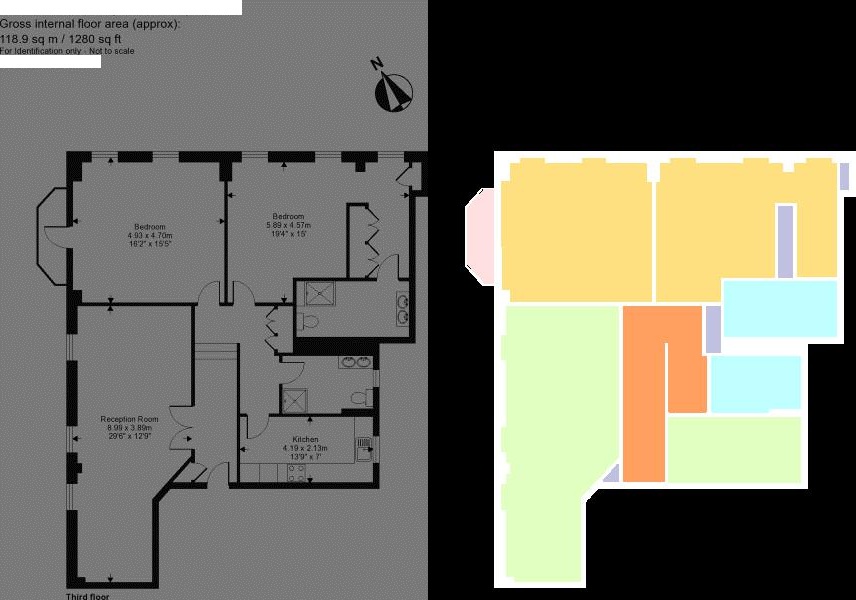 Gross internal floor area (approx):
118.9 sq m / 1280 sq ft
For Identification only - Not to scale
N
Bedroom
4.93 x 4.70m
16'2" x 15'5"
Bedroom
5.89 x 4.57m
19'4" x 15'
Reception Room
8.99 x 3.89m
29'6" x 12'9"
Kitchen
4.19 x 2.13m
13'9" x 7'
Third floor